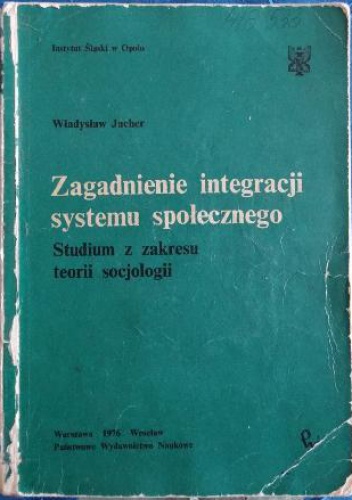 Instytut Śląski w Opolu
Władysław Jacher
Zagadnienie integracji
systemu społecznego
Studium z zakresu
teorii socjologii
Warszawa 1976 Wrocław
Państwowe Wydawnictwo Naukowe